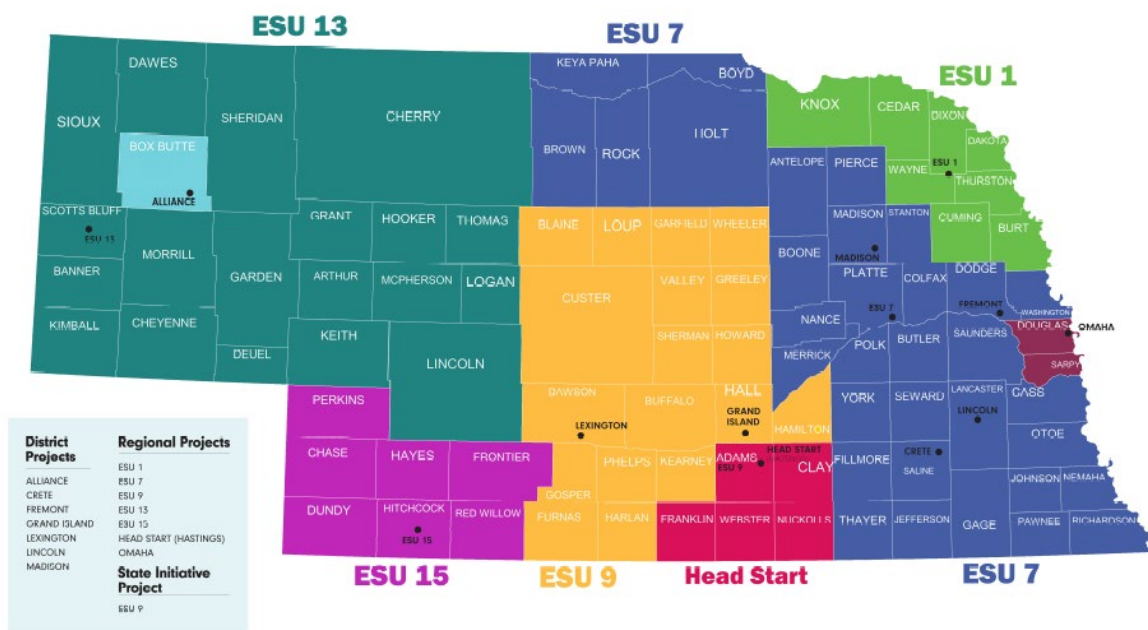 ESU 13
ESU 7
ESU 1
DAWES
KEYA PAHA
BOYD
SIOUX
SHERIDAN
CHERRY
KNOX
CEDAR
DIXON
BOX BUTTE
BROWN
ROCK
HOLT
DAKOTA
ANTELOPE
PIERCE
WAYNE
ESU 1
THURSTON
ALLIANCE
SCOTTS BLUFF
ESU 13
GRANT
HOOKER
THOMAS
BLAINE
LOUP
GARFIELD
WHEELER
MADISON
STANTON
CUMING
BURT
MORRILL
BOONE
MADISON
BANNER
GARDEN
ARTHUR
MCPHERSON
LOGAN
CUSTER
VALLEY
GREELEY
PLATTE
COLFAX
DODGE
FREMONT
WASHINGTON
KIMBALL
CHEYENNE
KEITH
NANCE
ESU 7
DOUGLAS
OMAHA
DEUEL
LINCOLN
SHERMAN
HOWARD
MERRICK
POLK
BUTLER
SAUNDERS
SARPY
PERKINS
DAWSON
BUFFALO
HALL
GRAND
ISLAND
LEXINGTON
HAMILTON
YORK
SEWARD
LANCASTER
LINCOLN
CASS
OTOE
CHASE
HAYES
FRONTIER
GOSPER
PHELPS
KEARNEY
ADAMS
ESU 9
HEAD START
CLAY
FILLMORE
CRETE
SALINE
JOHNSON
NEMAHA
DUNDY
HITCHCOCK
ESU 15
RED WILLOW
FURNAS
HARLAN
FRANKLIN
WEBSTER
NUCKOLLS
THAYER
JEFFERSON
GAGE
PAWNEE
RICHARDSON
ESU 15
ESU 9
Head Start
ESU 7
District
Projects
ALLIANCE
CRETE
FREMONT
GRAND ISLAND
LEXINGTON
LINCOLN
MADISON
Regional Projects
ESU 1
ESU 7
ESU 9
ESU 13
ESU 15
HEAD START (HASTINGS)
OMAHA
State Initiative
Project
ESU 9